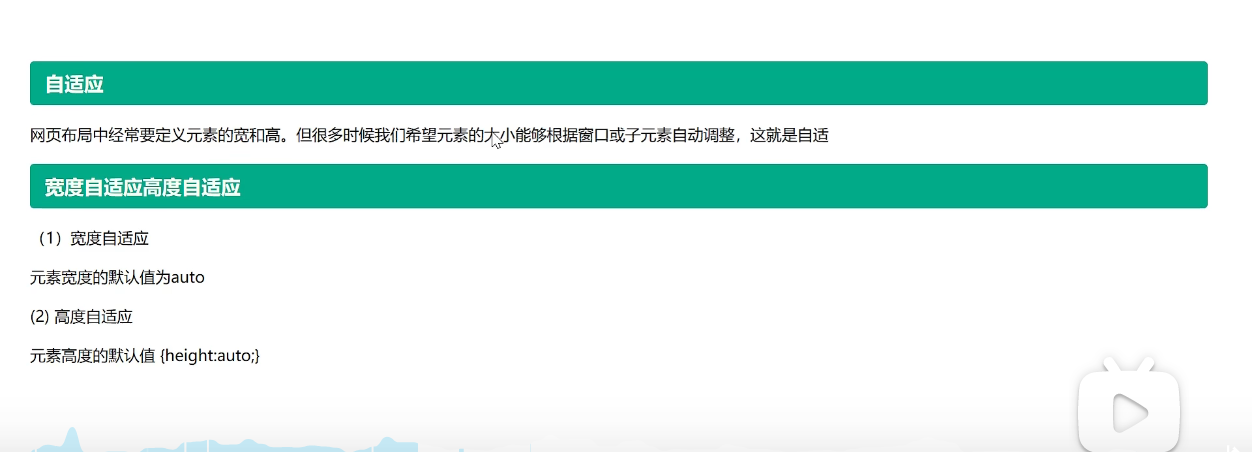 自适应
网页布局中经常要定义元素的宽和高。但很多时候我们希望元素的大小能够根据窗口或子元素自动调整，这就是自适
宽度自适应高度自适应
（1）宽度自适应
元素宽度的默认值为auto
(2) 高度自适应
元素高度的默认值 {height:auto;}